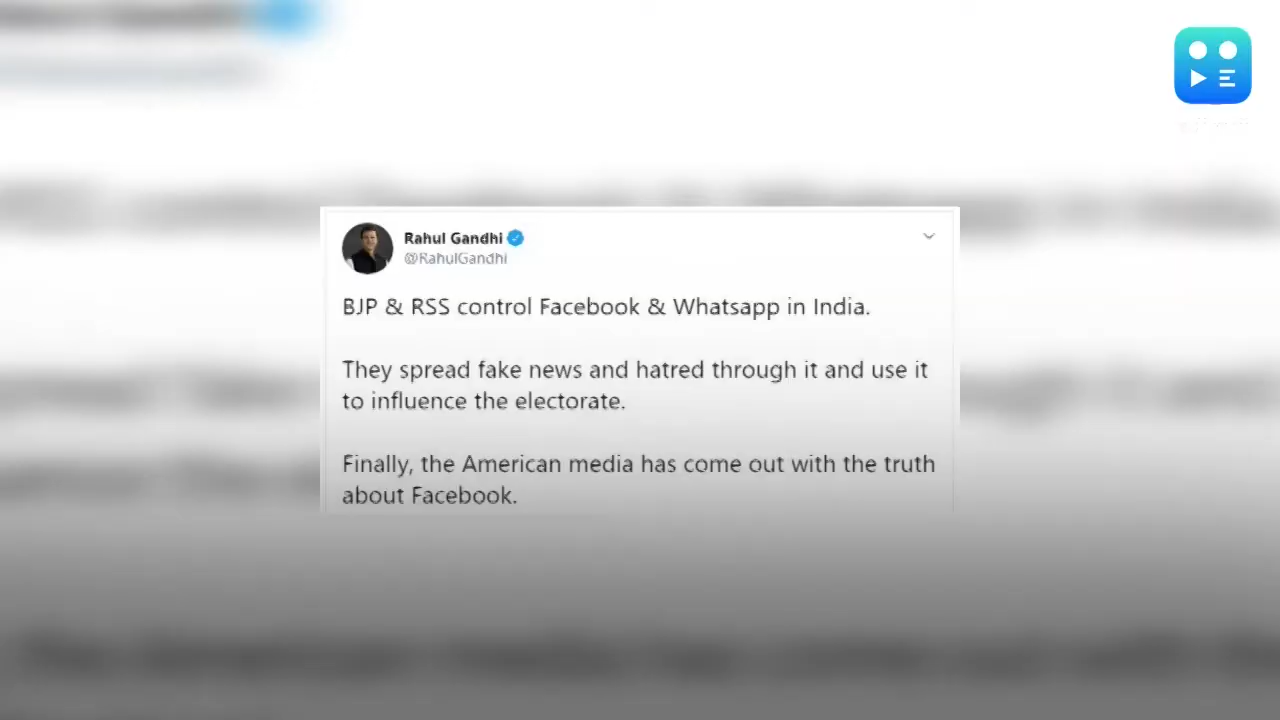 Rahul Gandhi
@RahulGandhi
BJP & RSS control Facebook & Whatsapp in India.
They spread fake news and hatred through it and use it
to influence the electorate.
Finally, the American media has come out with the truth
about Facebook.